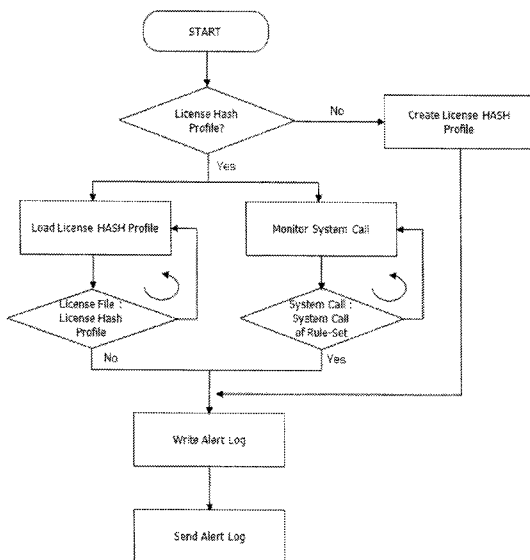 START
License Hash
Profile?
No
Create License HASH
Profile
Yes
Load License HASH Profile
Monitor System Call
License File :
License Hash
Profile
System Call :
System Call
of Rule-Set
No
Yes
Write Alert Log
Send Alert Log